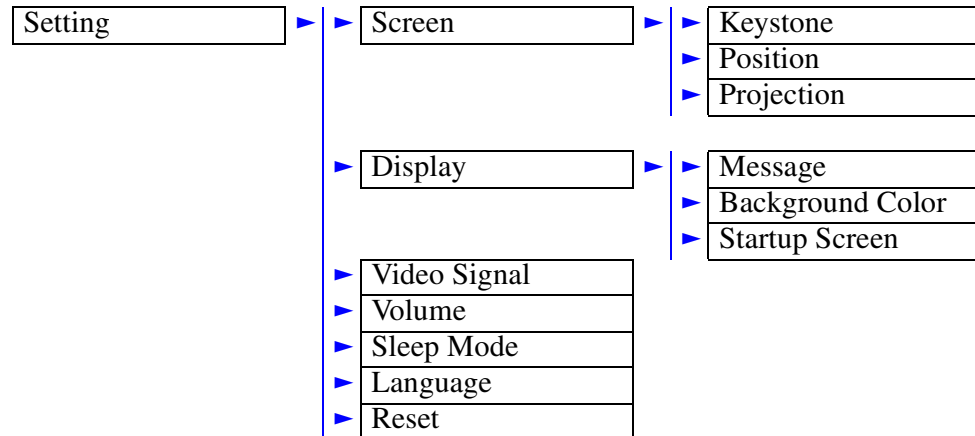 Setting
Screen
Keystone
Position
Projection
Display
Message
Background Color
Startup Screen
Video Signal
Volume
Sleep Mode
Language
Reset